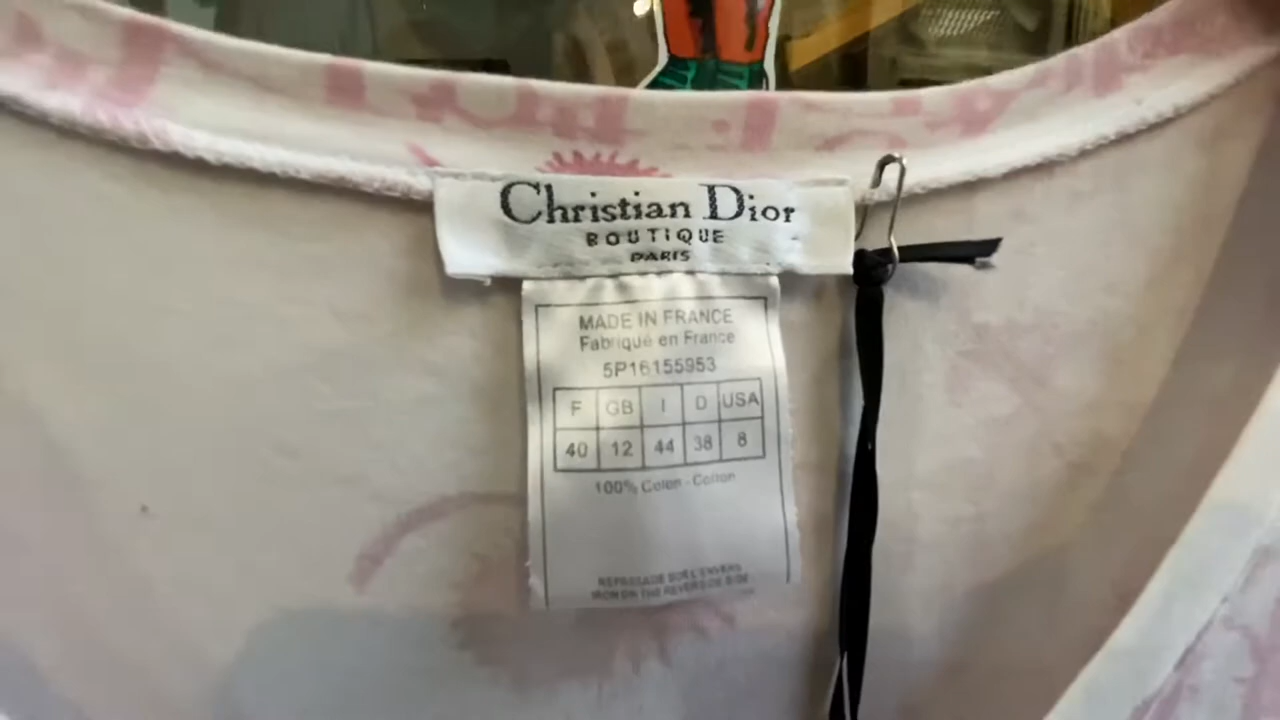 Christian Dior
BOUTIQUE
PARIS
MADE IN FRANCE
Fabriqué en France
5P16155953
F GB I D USA
40 12 44 38 8
100% Coton - Cotton
REPASSAGE SUR L'ENVERS
IRON ON THE REVERSE SIDE